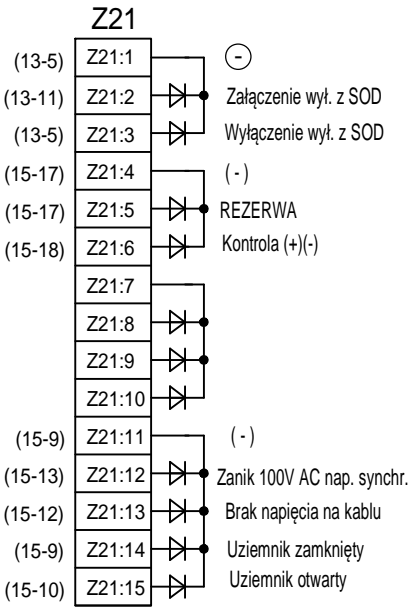 Z21
(13-5) Z21:1 -
(13-11) Z21:2 Załączenie wył. z SOD
(13-5) Z21:3 Wyłączenie wył. z SOD
(15-17) Z21:4 (-)
(15-17) Z21:5 REZERWA
(15-18) Z21:6 Kontrola (+)(-)
Z21:7
Z21:8
Z21:9
Z21:10
(15-9) Z21:11 (-)
(15-13) Z21:12 Zanik 100V AC nap. synchr.
(15-12) Z21:13 Brak napięcia na kablu
(15-9) Z21:14 Uziemnik zamknięty
(15-10) Z21:15 Uziemnik otwarty